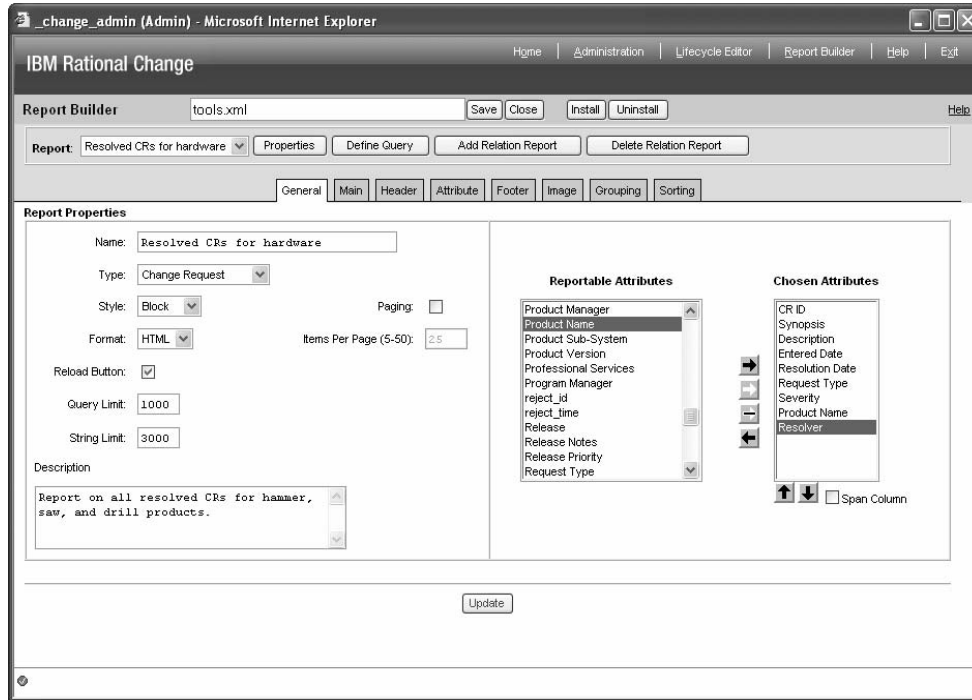 _change_admin (Admin) - Microsoft Internet Explorer
IBM Rational Change
Home | Administration | Lifecycle Editor | Report Builder | Help | Exit
Report Builder tools.xml Save Close Install Uninstall Help
Report: Resolved CRs for hardware Properties Define Query Add Relation Report Delete Relation Report
General Main Header Attribute Footer Image Grouping Sorting
Report Properties
Name: Resolved CRs for hardware
Type: Change Request
Style: Block Paging:
Format: HTML Items Per Page (5-50): 25
Reload Button:
Query Limit: 1000
String Limit: 3000
Description
Report on all resolved CRs for hammer,
saw, and drill products.
Reportable Attributes
Product Manager
Product Name
Product Sub-System
Product Version
Professional Services
Program Manager
reject_id
reject_time
Release
Release Notes
Release Priority
Request Type
Chosen Attributes
CR ID
Synopsis
Description
Entered Date
Resolution Date
Request Type
Severity
Product Name
Resolver
Span Column
Update